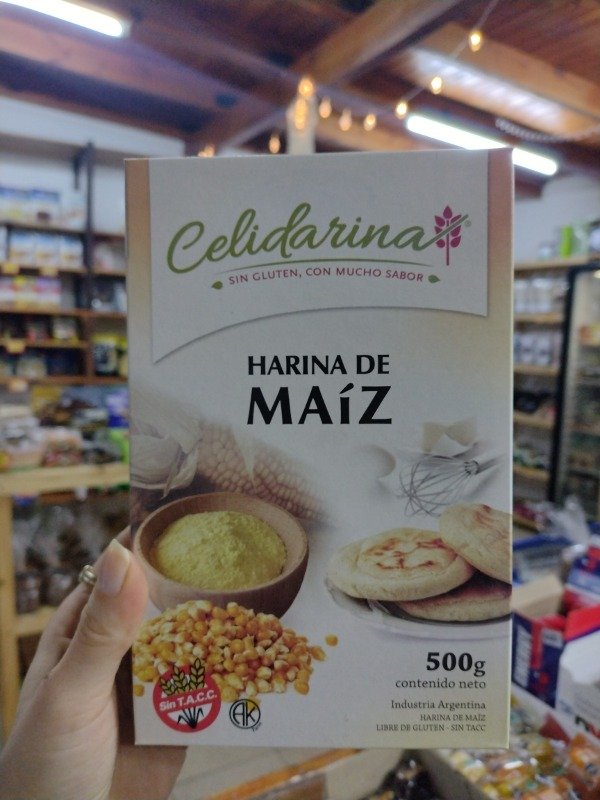 Celidarina®
SIN GLUTEN, CON MUCHO SABOR
HARINA DE
MAíZ
500g
contenido neto
Industria Argentina
HARINA DE MAÍZ
LIBRE DE GLUTEN - SIN TACC
Sin T.A.C.C.
AK